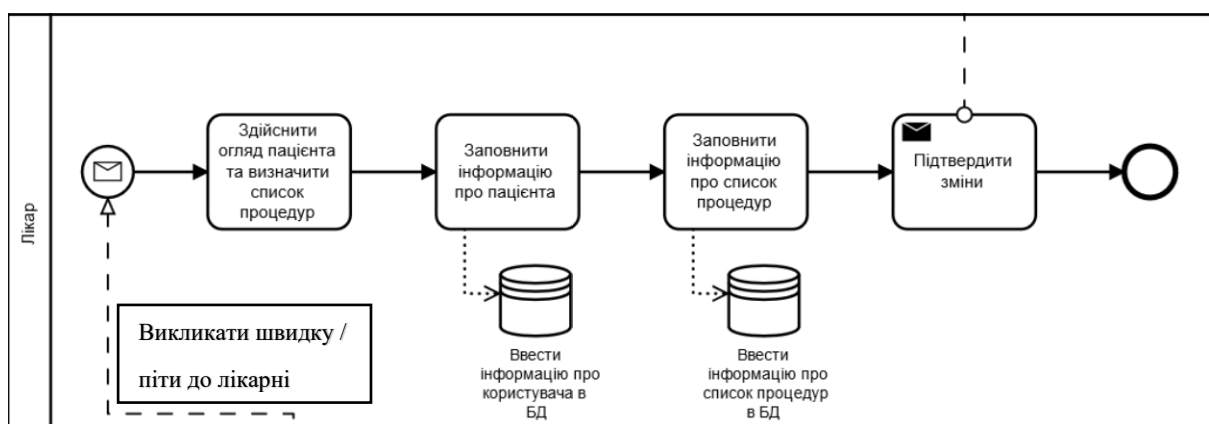 Лікар
Здійснити
огляд пацієнта
та визначити
список
процедур
Заповнити
інформацію
про пацієнта
Заповнити
інформацію
про список
процедур
Підтвердити
зміни
Викликати швидку /
піти до лікарні
Ввести
інформацію про
користувача в
БД
Ввести
інформацію про
список процедур
в БД